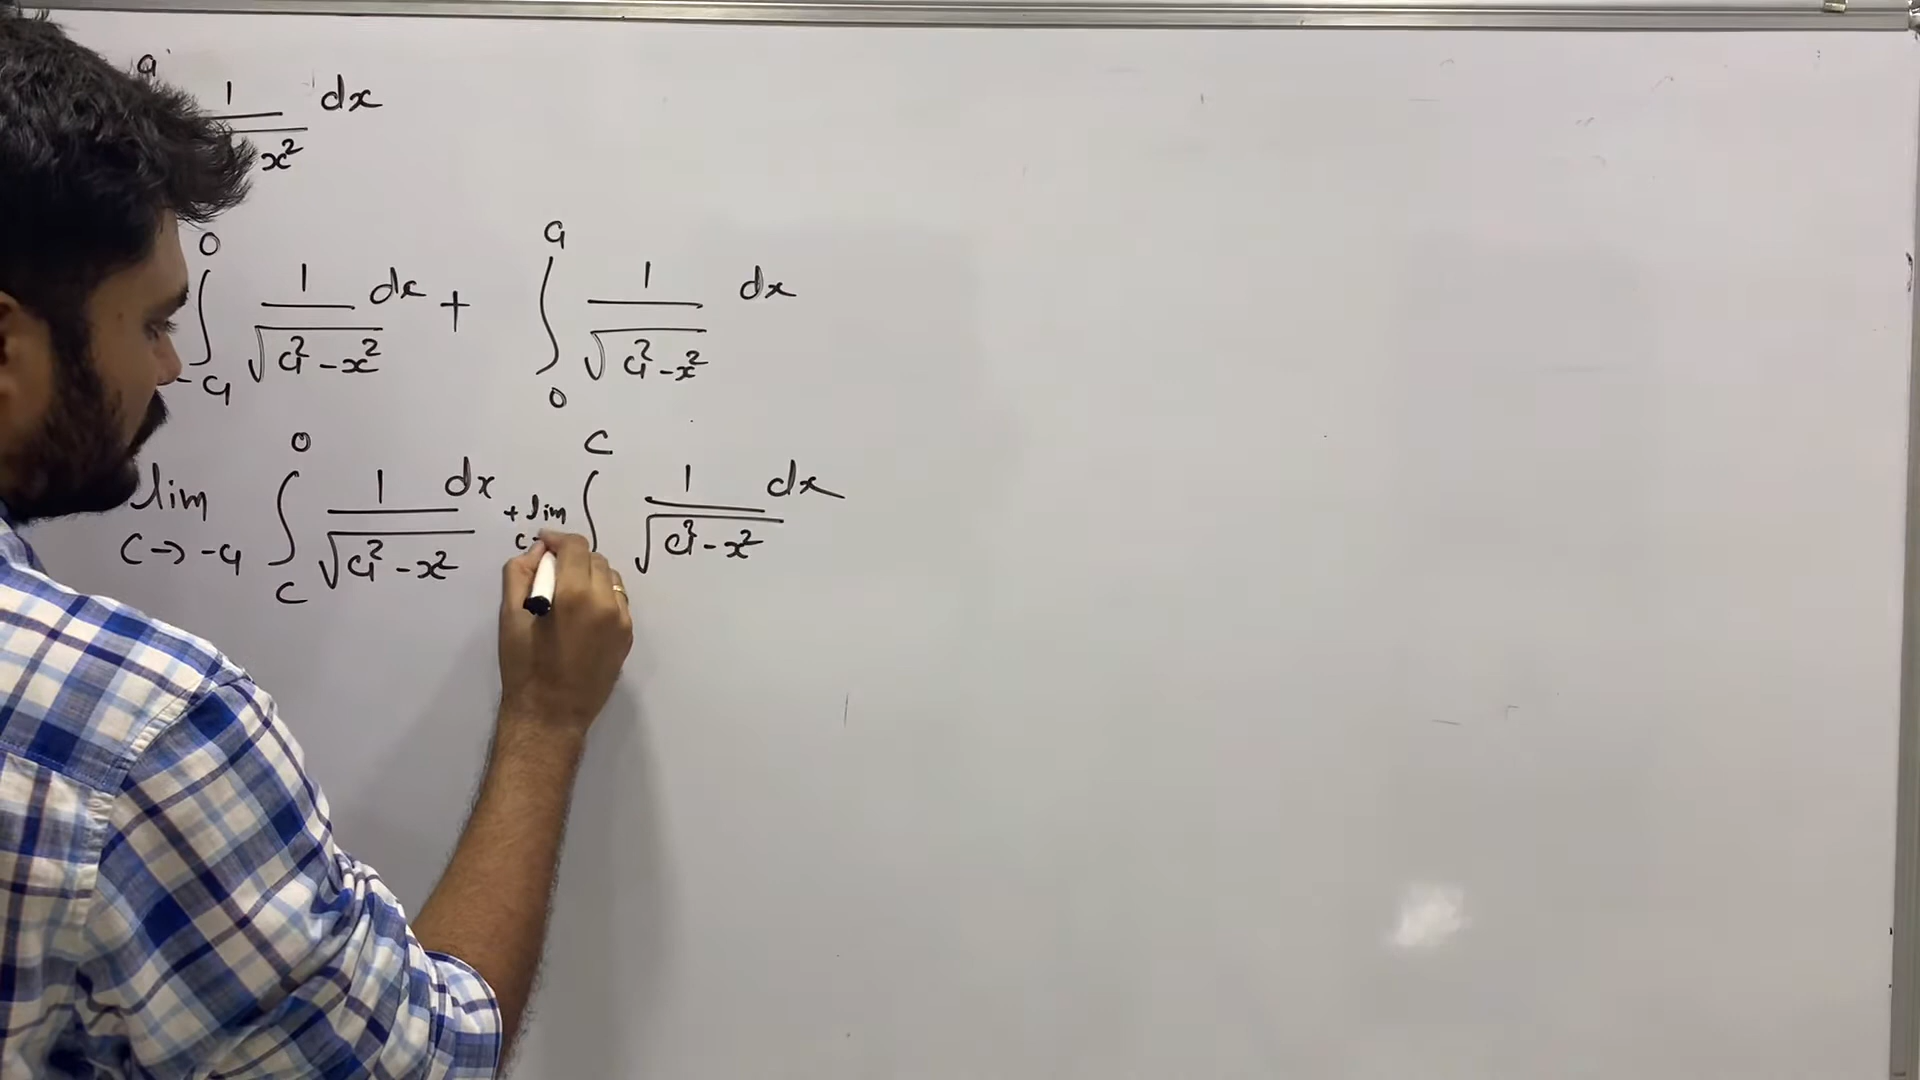 a 1 dx
x²
0 a
∫ 1/√(a² - x²) dx + ∫ 1/√(a² - x²) dx
-a 0
0 c
lim ∫ 1/√(a² - x²) dx + lim ∫ 1/√(a² - x²) dx
c → -a c c →